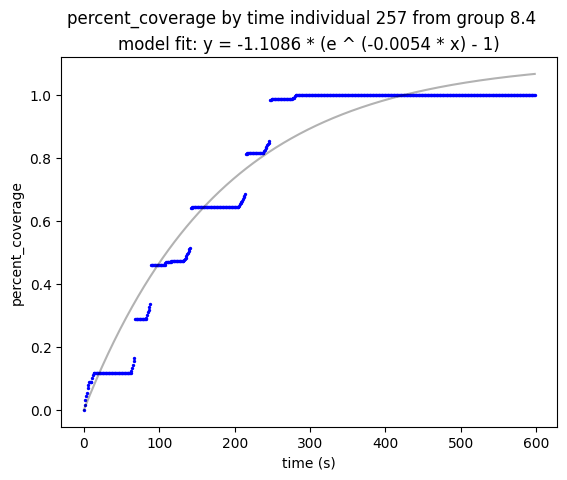 percent_coverage by time individual 257 from group 8.4
model fit: y = -1.1086 * (e ^ (-0.0054 * x) - 1)
1.0
0.8
0.6
0.4
0.2
0.0
percent_coverage
0 100 200 300 400 500 600
time (s)